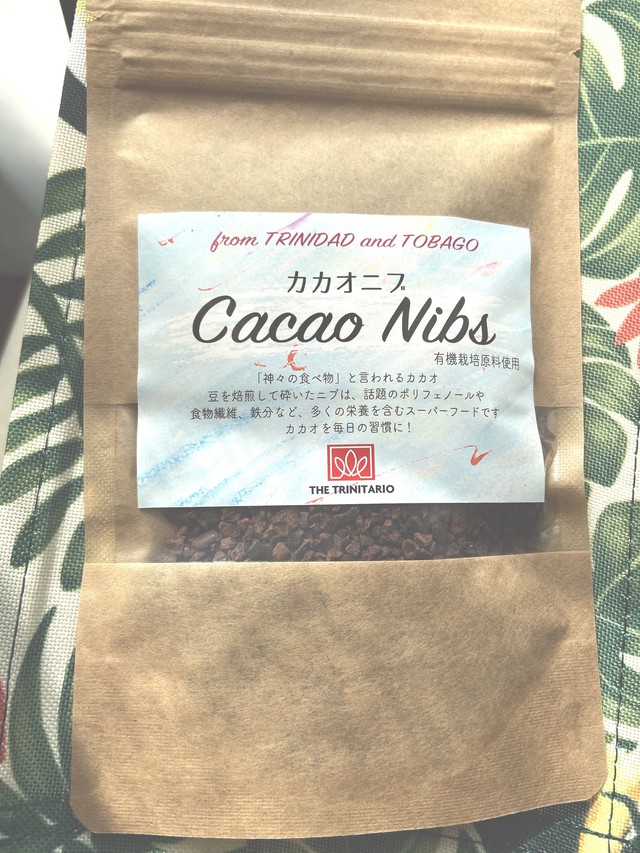 from TRINIDAD and TOBAGO
カカオニブ
Cacao Nibs
有機栽培原料使用
「神々の食べ物」と言われるカカオ
豆を焙煎して砕いたニブは、話題のポリフェノールや
食物繊維、鉄分など、多くの栄養を含むスーパーフードです
カカオを毎日の習慣に！
THE TRINITARIO